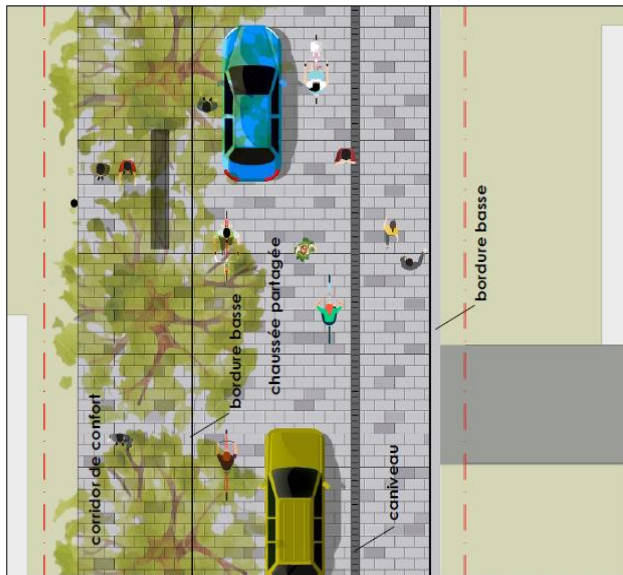 corridor de confort
bordure basse
chaussée partagée
caniveau
bordure basse